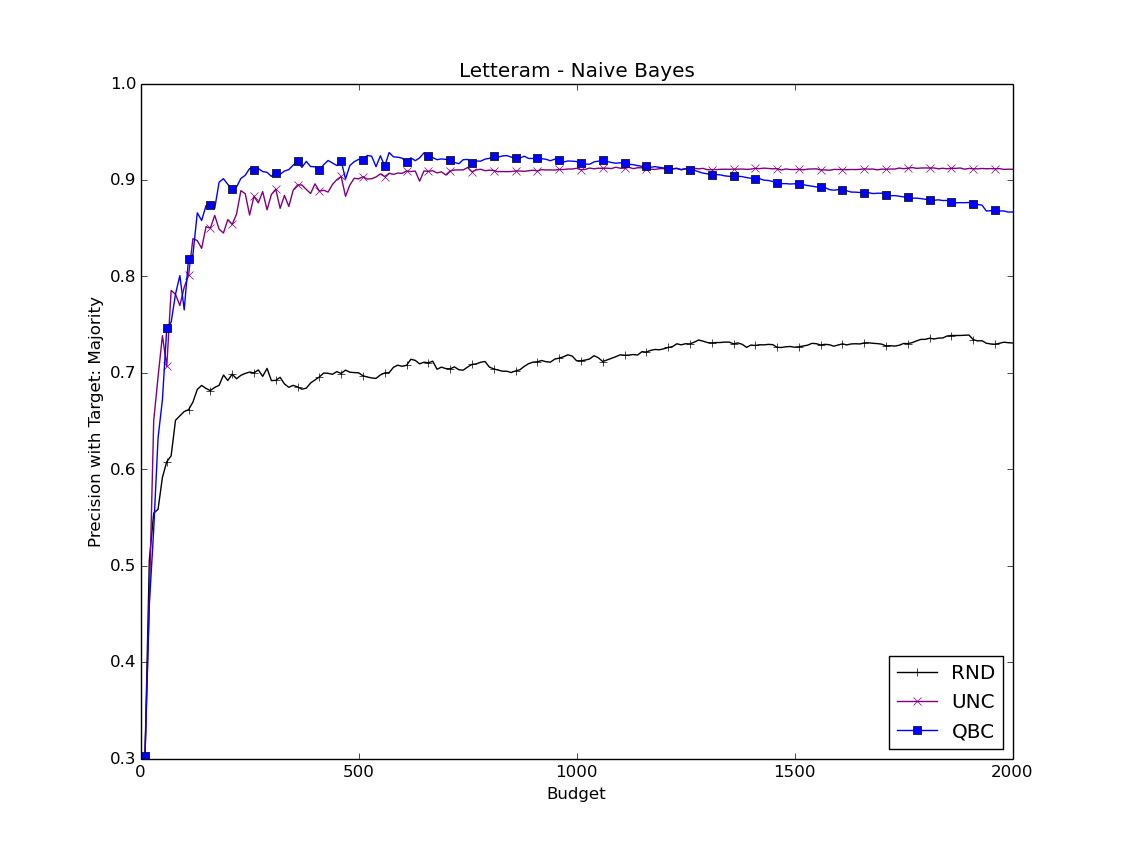 Letteram - Naive Bayes
1.0
0.9
0.8
0.7
0.6
0.5
0.4
0.3
Precision with Target: Majority
0
500
1000
1500
2000
Budget
RND
UNC
QBC